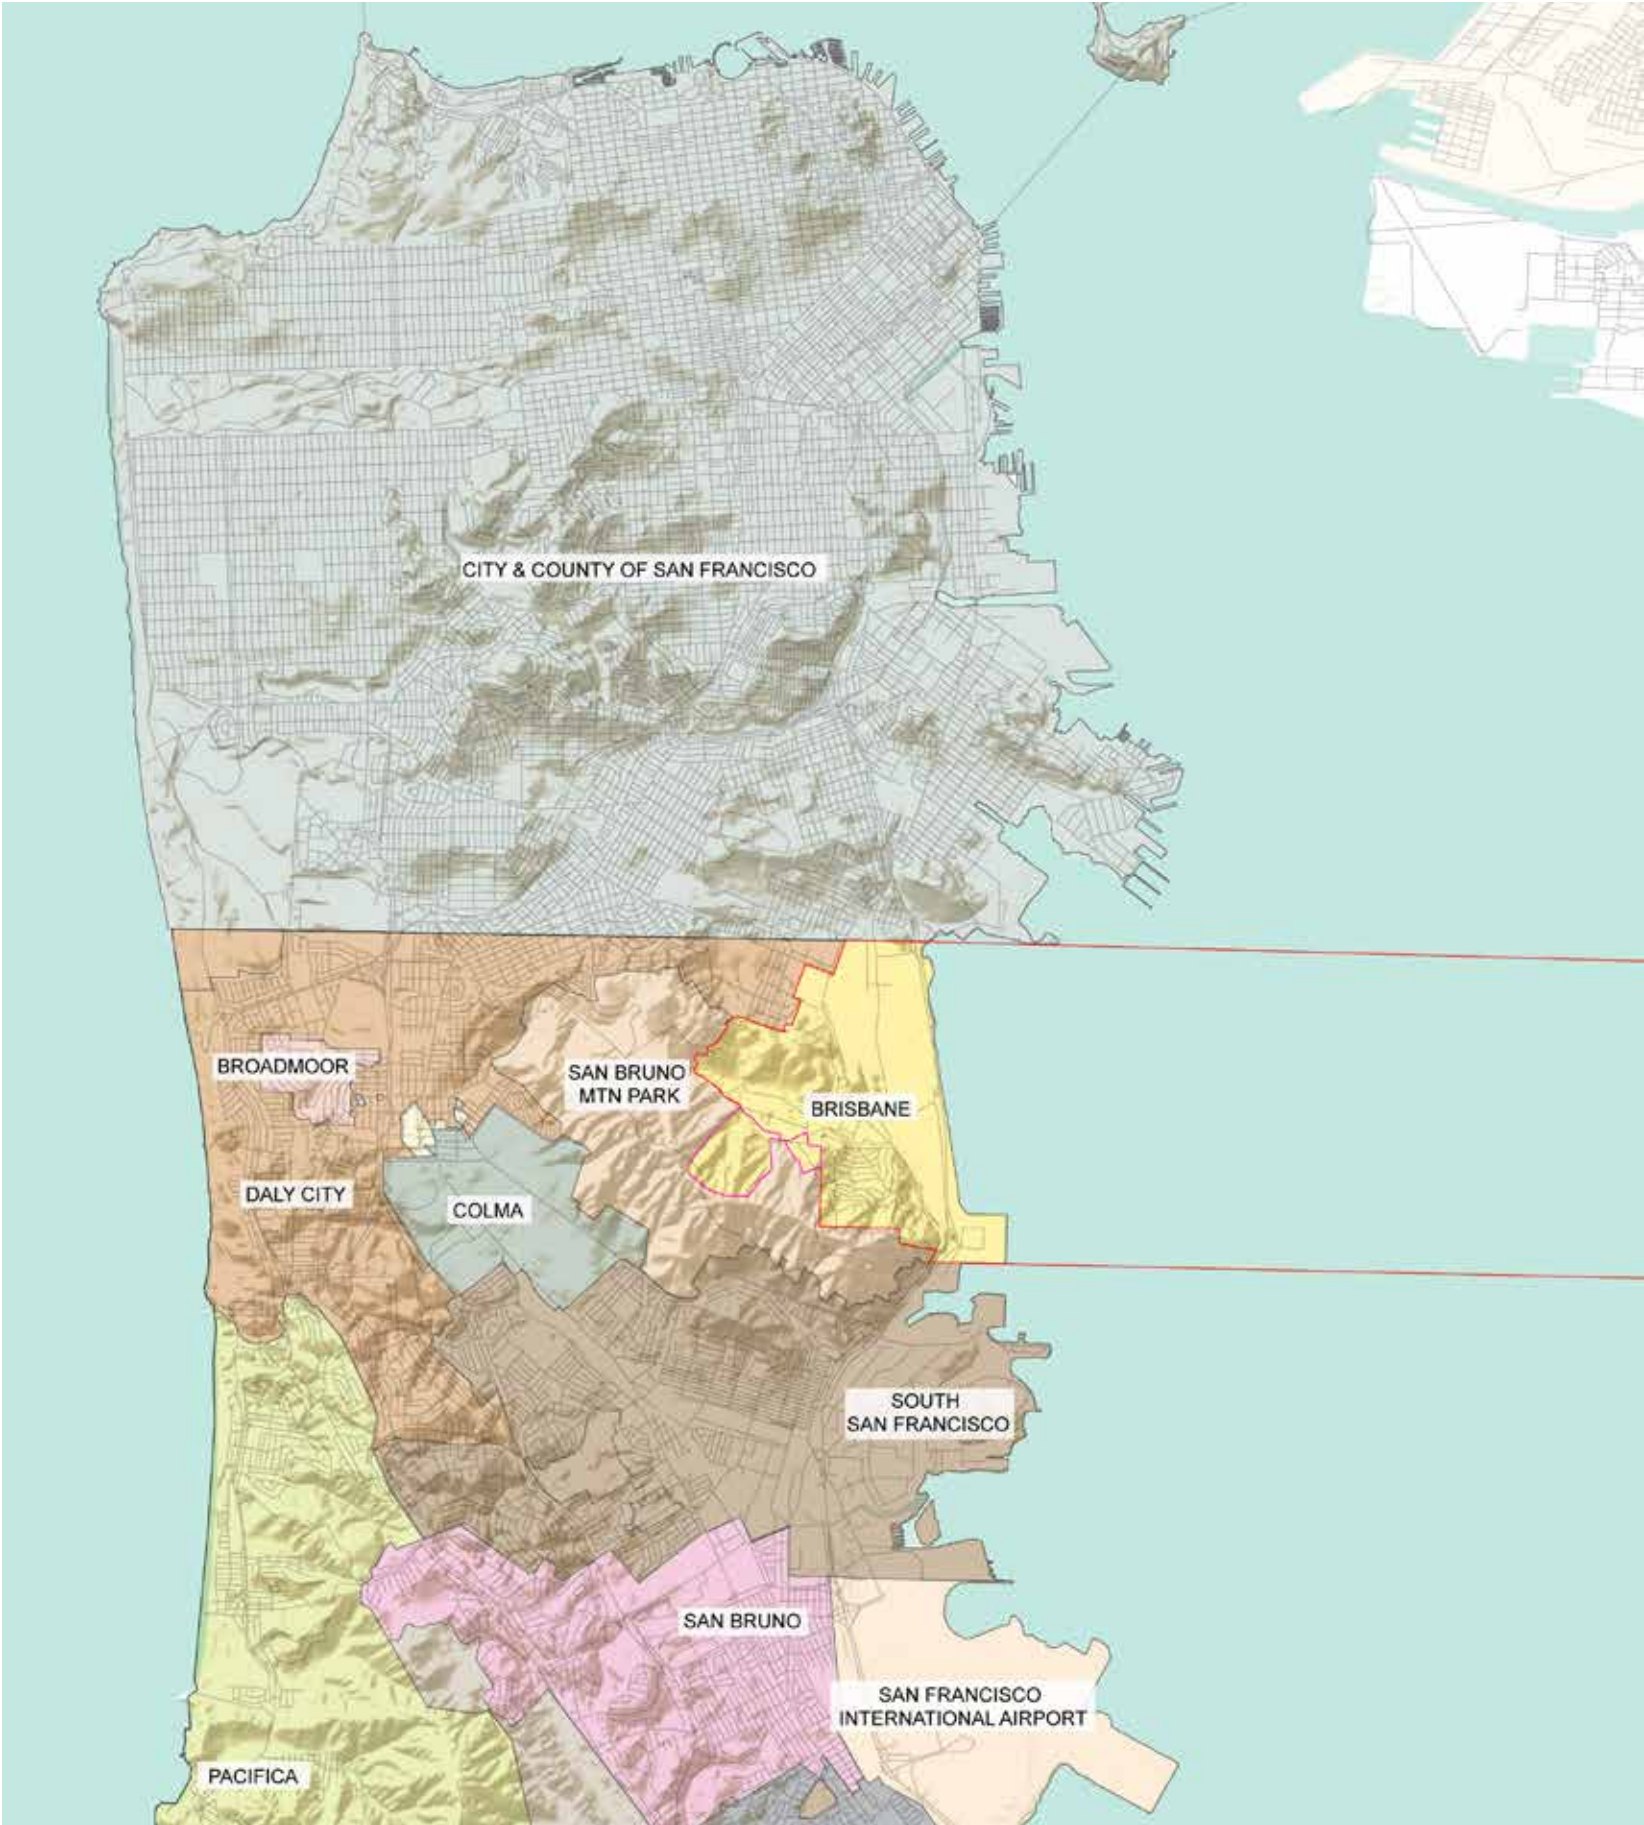 CITY & COUNTY OF SAN FRANCISCO
BROADMOOR
SAN BRUNO
MTN PARK
BRISBANE
DALY CITY
COLMA
SOUTH
SAN FRANCISCO
SAN BRUNO
SAN FRANCISCO
INTERNATIONAL AIRPORT
PACIFICA